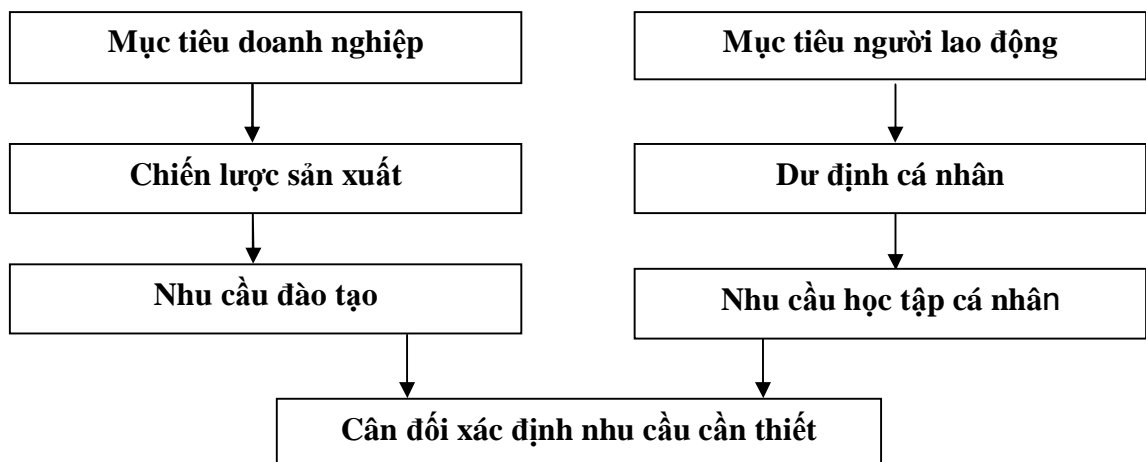 Mục tiêu doanh nghiệp
Mục tiêu người lao động
Chiến lược sản xuất
Dư định cá nhân
Nhu cầu đào tạo
Nhu cầu học tập cá nhân
Cân đối xác định nhu cầu cần thiết